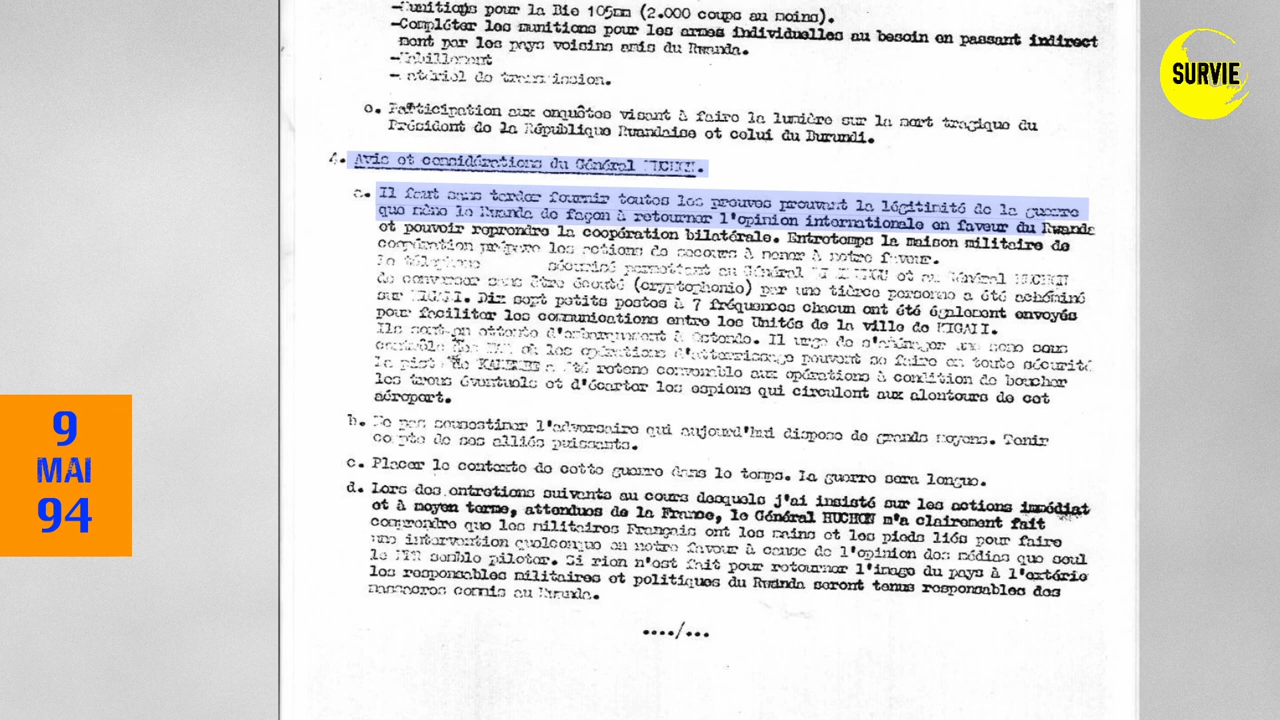 -Munitions pour la Bie 105mm (2.000 coups au moins).
-Compléter les munitions pour les armes individuelles au besoin en passant indirect
ment par les pays voisins amis du Rwanda.
-Habillement
-Matériel de transmission.
e. Participation aux enquêtes visant à faire la lumière sur la mort tragique du
Président de la République Rwandaise et celui du Burundi.
4. Avis et considérations du Général HUCHON.
a. Il faut sans tarder fournir toutes les preuves prouvant la légitimité de la guerre
que mène le Rwanda de façon à retourner l'opinion internationale en faveur du Rwanda
et pouvoir reprendre la coopération bilatérale. Entretemps la maison militaire de
coopération prépare les actions de secours à mener à notre faveur.
Le téléphone sécurisé permettant au Général et au Général HUCHON
de converser sans être écouté (cryptophonie) par une tierce personne a été acheminé
sur KIGALI. Dix sept petits postes à 7 fréquences chacun ont été également envoyés
pour faciliter les communications entre les Unités de la ville de KIGALI.
Ils sont en attente d'embarquement à Ostende. Il urge de s'aménager une zone sous
contrôle des FAR où les opérations d'atterrissage peuvent se faire en toute sécurité
La piste de KAMEMBE a été retenue convenable aux opérations à condition de boucher
les trous éventuels et d'écarter les espions qui circulent aux alentours de cet
aéroport.
b. Ne pas sousestimer l'adversaire qui aujourd'hui dispose de grands moyens. Tenir
compte de ses alliés puissants.
c. Placer le contexte de cette guerre dans le temps. La guerre sera longue.
d. Lors des entretiens suivants au cours desquels j'ai insisté sur les actions immédiat
et à moyen terme, attendues de la France, le Général HUCHON m'a clairement fait
comprendre que les militaires Français ont les mains et les pieds liés pour faire
une intervention quelconque en notre faveur à cause de l'opinion des médias que seul
le FPR semble piloter. Si rien n'est fait pour retourner l'image du pays à l'extérie
les responsables militaires et politiques du Rwanda seront tenus responsables des
massacres commis au Rwanda.
..../...
9
MAI
94
SURVIE